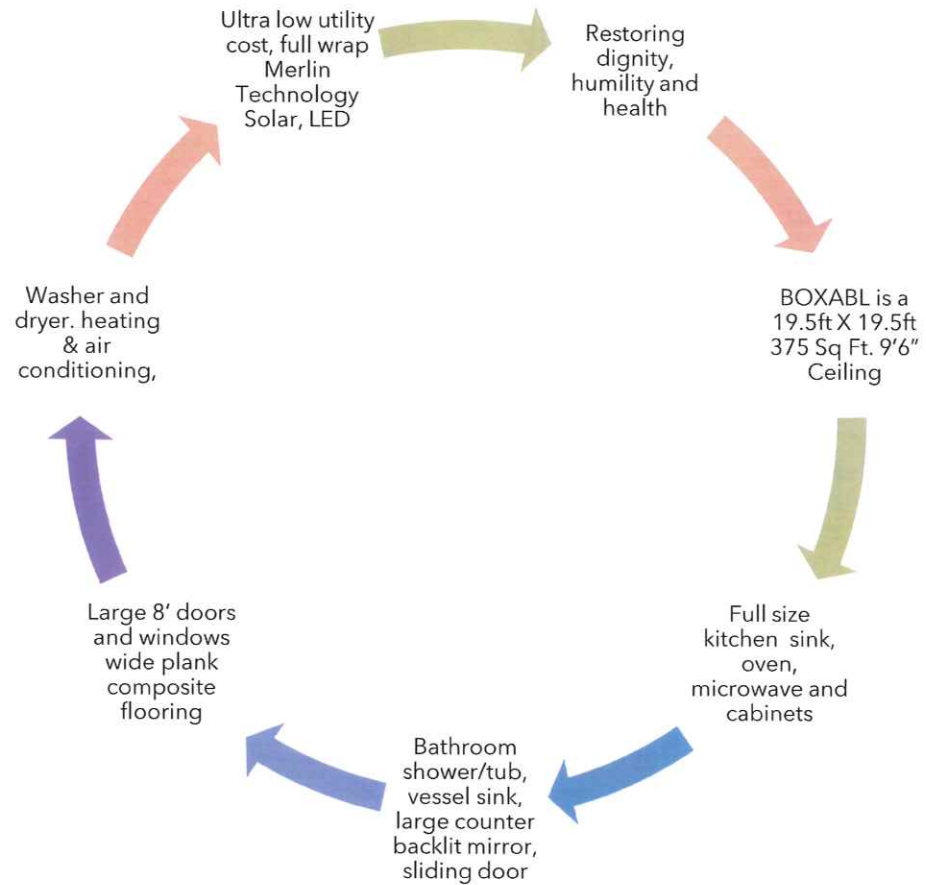 Ultra low utility
cost, full wrap
Merlin
Technology
Solar, LED
Restoring
dignity,
humility and
health
BOXABL is a
19.5ft X 19.5ft
375 Sq Ft. 9'6"
Ceiling
Full size
kitchen sink,
oven,
microwave and
cabinets
Bathroom
shower/tub,
vessel sink,
large counter
backlit mirror,
sliding door
Large 8' doors
and windows
wide plank
composite
flooring
Washer and
dryer. heating
& air
conditioning,